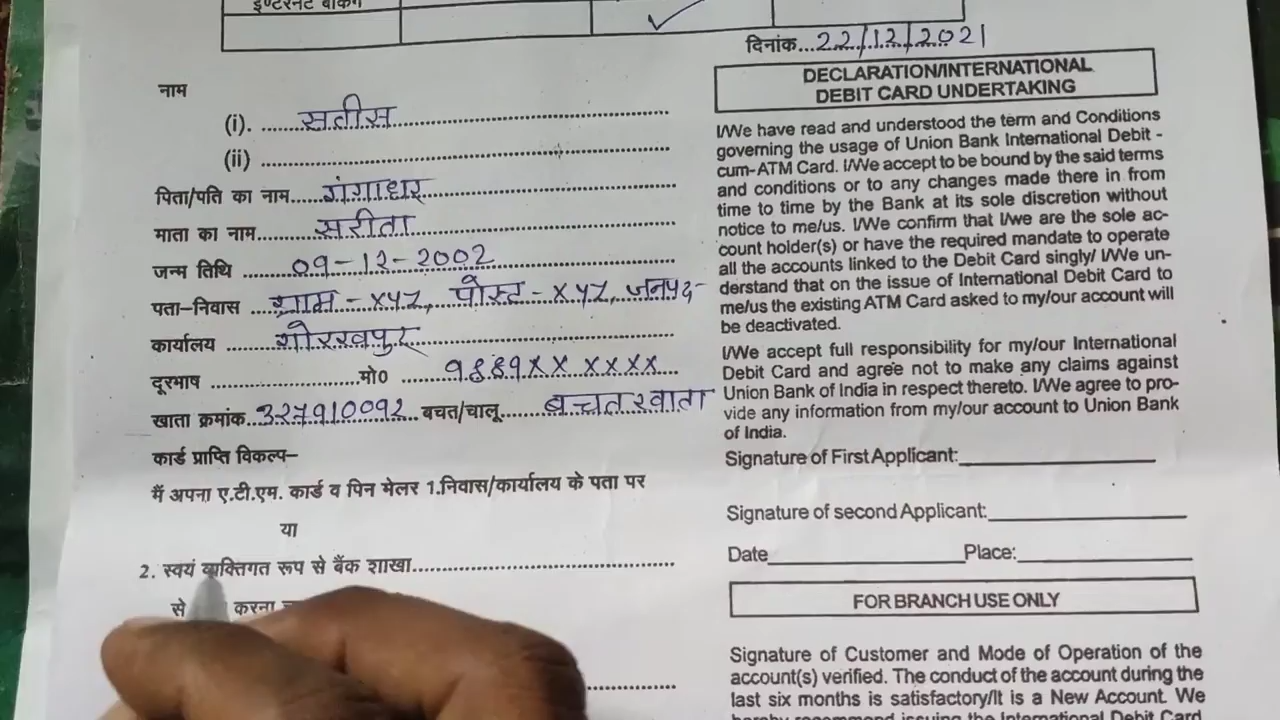 इण्टरनेट बैंकिंग
दिनांक...22/12/2021
नाम
(i). ........सतीस........
(ii) ........
पिता/पति का नाम.....गंगाधर........
माता का नाम........सरीता........
जन्म तिथि ........09-12-2002........
पता–निवास ....ग्राम - XYZ, पोस्ट - XYZ, जनपद-
कार्यालय ........गोरखपुर........
दूरभाष ........मो0 ........9889XX XXXX...
खाता क्रमांक..327910092.. बचत/चालू......बचतखाता
कार्ड प्राप्ति विकल्प–
मैं अपना ए.टी.एम. कार्ड व पिन मेलर 1.निवास/कार्यालय के पता पर
या
2. स्वयं व्यक्तिगत रूप से बैंक शाखा........
से करना
DECLARATION/INTERNATIONAL
DEBIT CARD UNDERTAKING
I/We have read and understood the term and Conditions
governing the usage of Union Bank International Debit -
cum-ATM Card. I/We accept to be bound by the said terms
and conditions or to any changes made there in from
time to time by the Bank at its sole discretion without
notice to me/us. I/We confirm that I/we are the sole ac-
count holder(s) or have the required mandate to operate
all the accounts linked to the Debit Card singly/ I/We un-
derstand that on the issue of International Debit Card to
me/us the existing ATM Card asked to my/our account will
be deactivated.
I/We accept full responsibility for my/our International
Debit Card and agree not to make any claims against
Union Bank of India in respect thereto. I/We agree to pro-
vide any information from my/our account to Union Bank
of India.
Signature of First Applicant:
Signature of second Applicant:
Date Place:
FOR BRANCH USE ONLY
Signature of Customer and Mode of Operation of the
account(s) verified. The conduct of the account during the
last six months is satisfactory/It is a New Account. We
hereby recommend issuing the International Debit Card